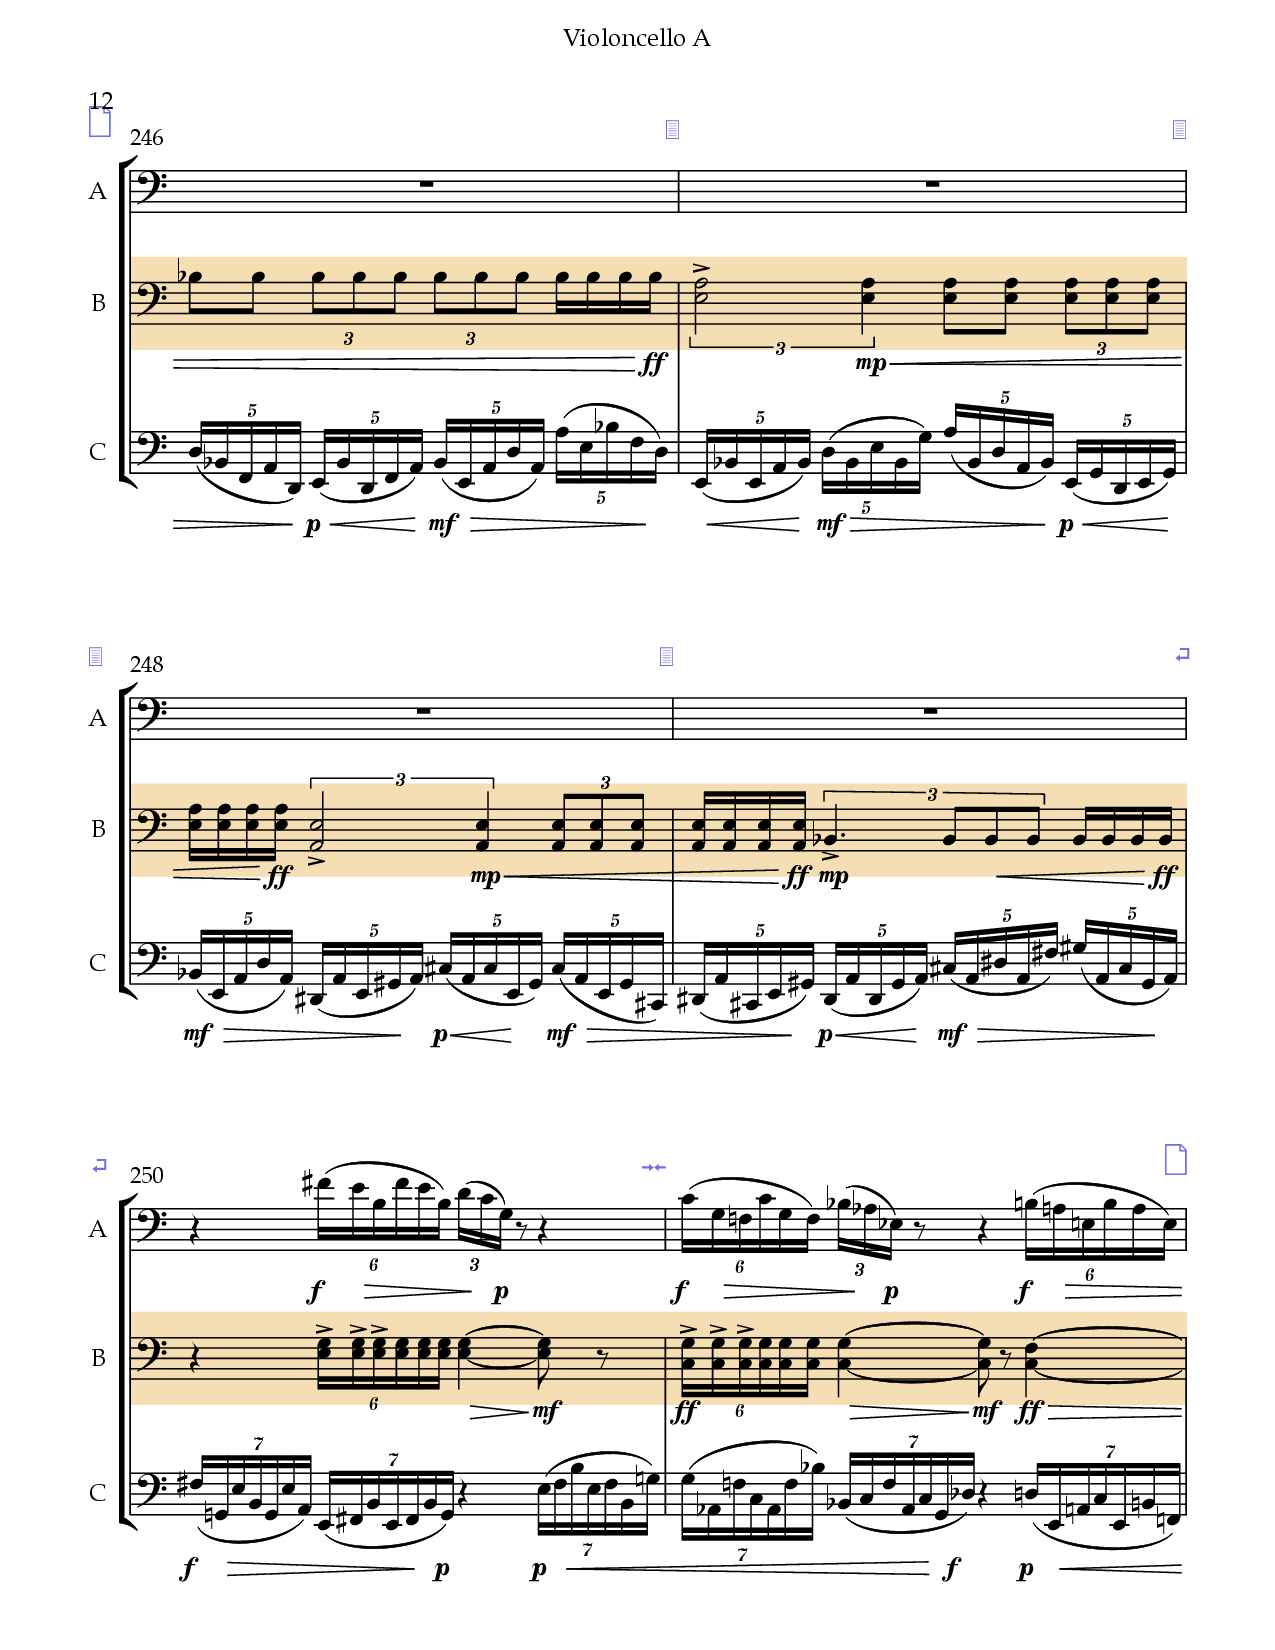 Violoncello A
12
246
A
B
3 3 3 3
ff mp
C
5 5 5 5 5 5 5 5
p mf mf p
248
A
B
3 3 3
ff mp ff mp ff
C
5 5 5 5 5 5 5 5
mf p mf p mf
250
A
6 3 6 3 6
f p f p f
B
6 6
mf ff mf ff
C
7 7 7 7 7 7
f p p f p